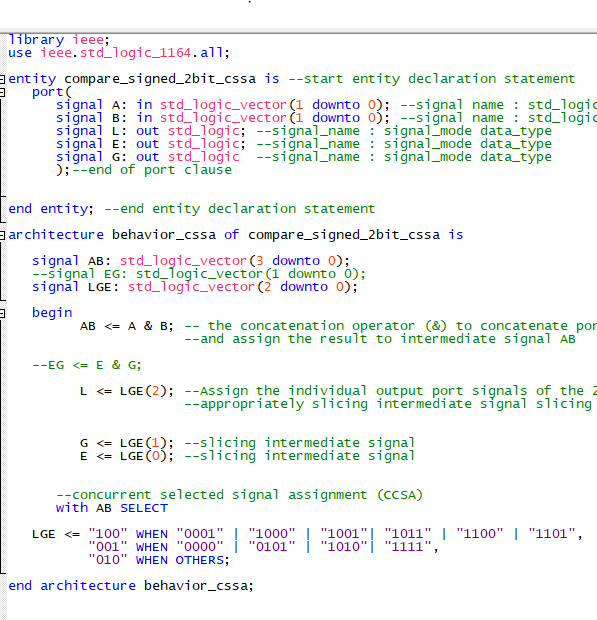 library ieee;
use ieee.std_logic_1164.all;
entity compare_signed_2bit_cssa is --start entity declaration statement
port(
signal A: in std_logic_vector(1 downto 0); --signal name : std_logic
signal B: in std_logic_vector(1 downto 0); --signal name : std_logic
signal L: out std_logic; --signal_name : signal_mode data_type
signal E: out std_logic; --signal_name : signal_mode data_type
signal G: out std_logic --signal_name : signal_mode data_type
);--end of port clause
end entity; --end entity declaration statement
architecture behavior_cssa of compare_signed_2bit_cssa is
signal AB: std_logic_vector(3 downto 0);
--signal EG: std_logic_vector(1 downto 0);
signal LGE: std_logic_vector(2 downto 0);
begin
AB <= A & B; -- the concatenation operator (&) to concatenate por
--and assign the result to intermediate signal AB
--EG <= E & G;
L <= LGE(2); --Assign the individual output port signals of the 2
--appropriately slicing intermediate signal slicing
G <= LGE(1); --slicing intermediate signal
E <= LGE(0); --slicing intermediate signal
--concurrent selected signal assignment (CCSA)
with AB SELECT
LGE <= "100" WHEN "0001" | "1000" | "1001"| "1011" | "1100" | "1101",
"001" WHEN "0000" | "0101" | "1010"| "1111",
"010" WHEN OTHERS;
end architecture behavior_cssa;